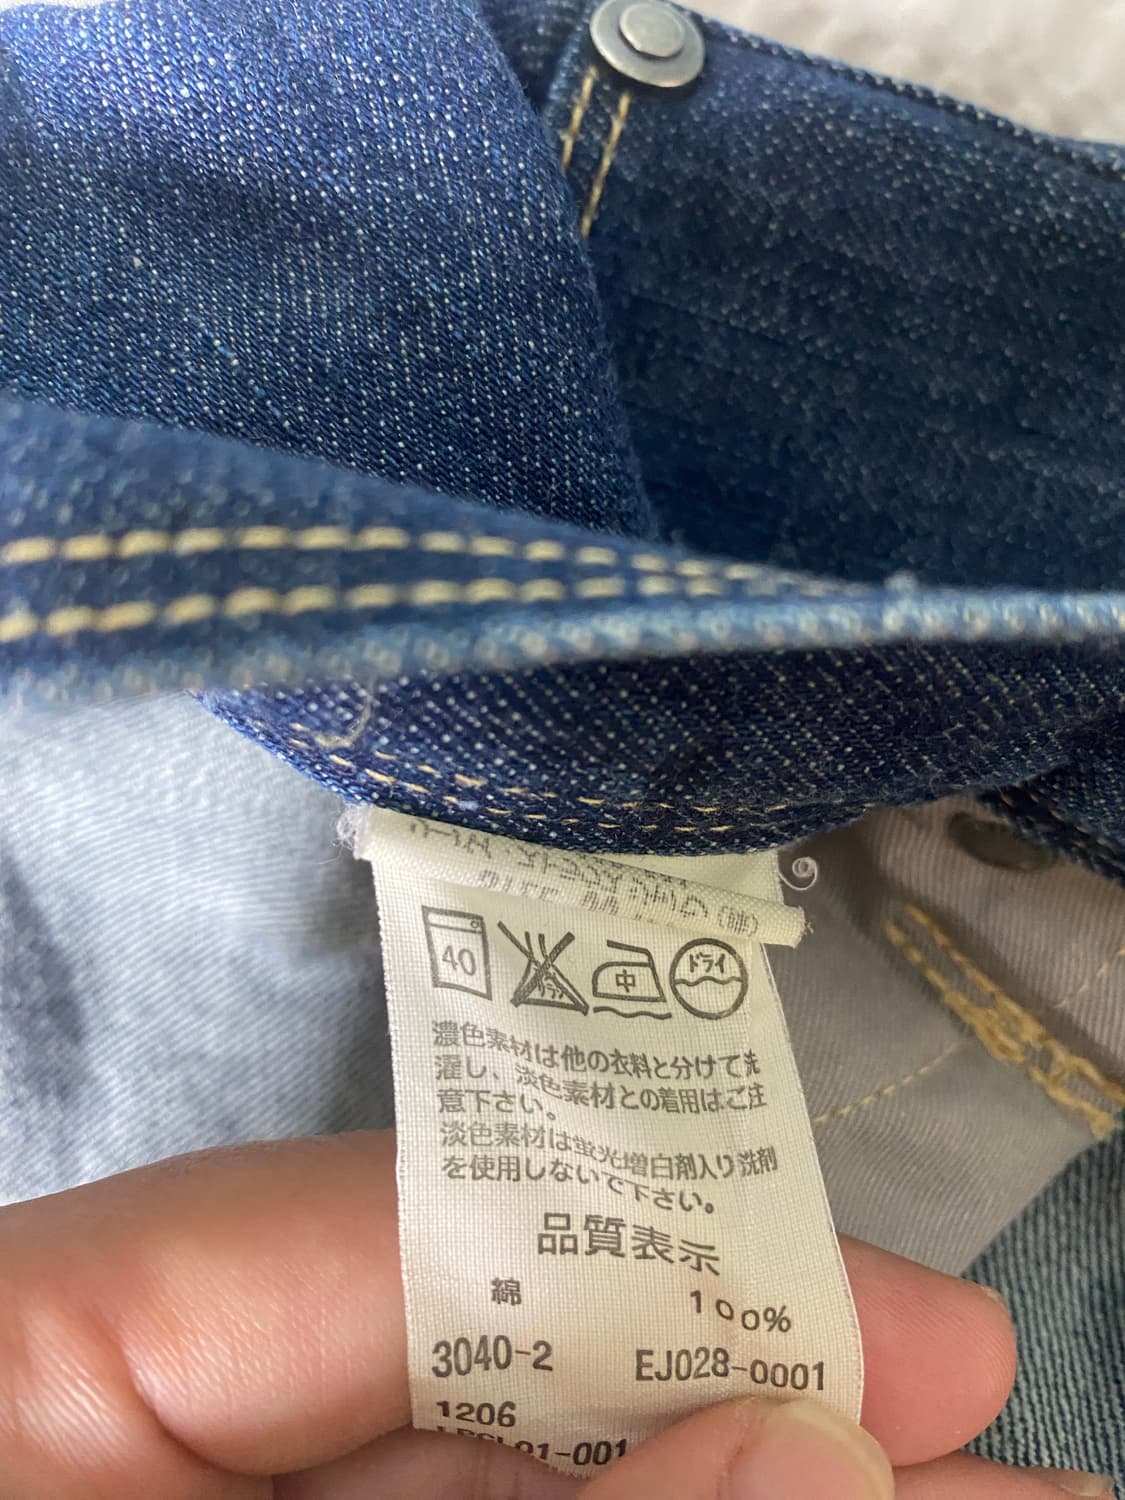 40
中
ドライ
濃色素材は他の衣料と分けて洗
濯し、淡色素材との着用はご注
意下さい。
淡色素材は蛍光増白剤入り洗剤
を使用しないで下さい。
品質表示
綿 100%
3040-2 EJ028-0001
1206